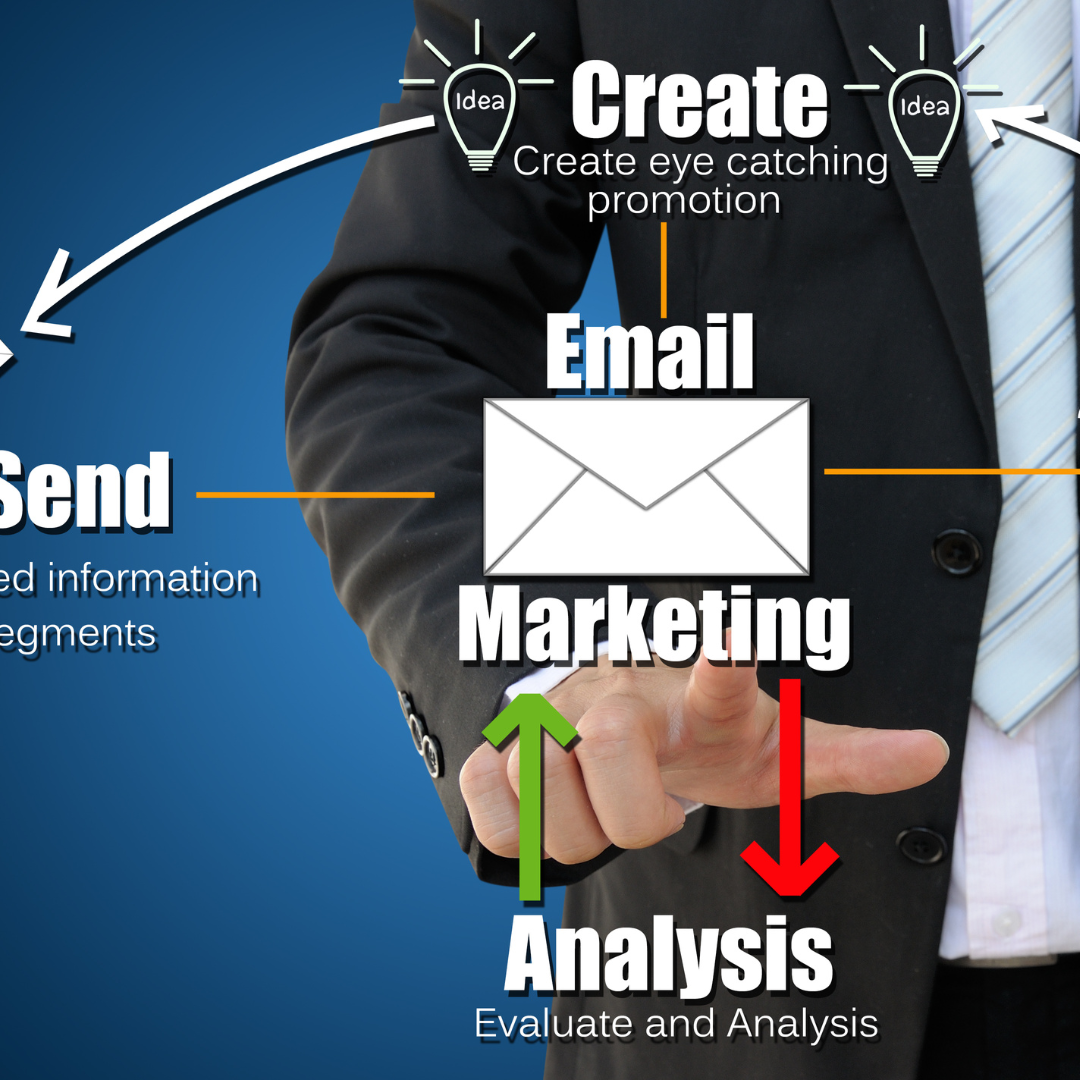 Idea
Create
Idea
Create eye catching
promotion
Email
Send
ed information
egments
Marketing
Analysis
Evaluate and Analysis